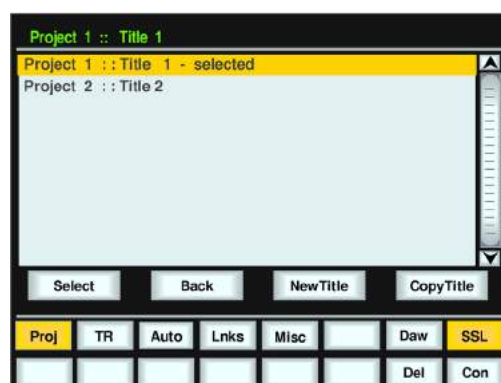 Project 1 :: Title 1
Project 1 :: Title 1 - selected
Project 2 :: Title 2
Select Back NewTitle CopyTitle
Proj TR Auto Lnks Misc Daw SSL
Del Con